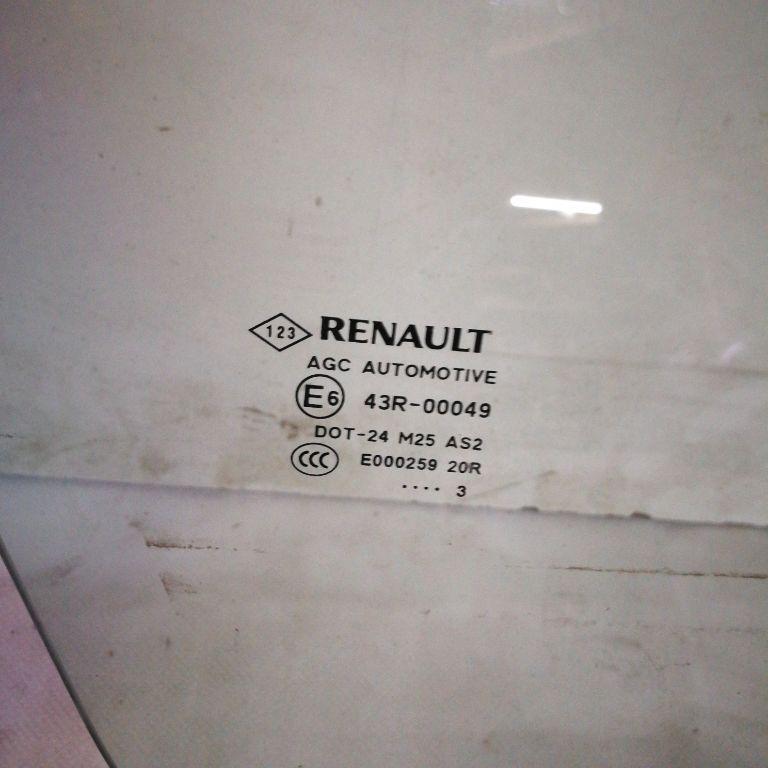 123 RENAULT
AGC AUTOMOTIVE
E6 43R-00049
DOT-24 M25 AS2
CCC E000259 20R
.... 3